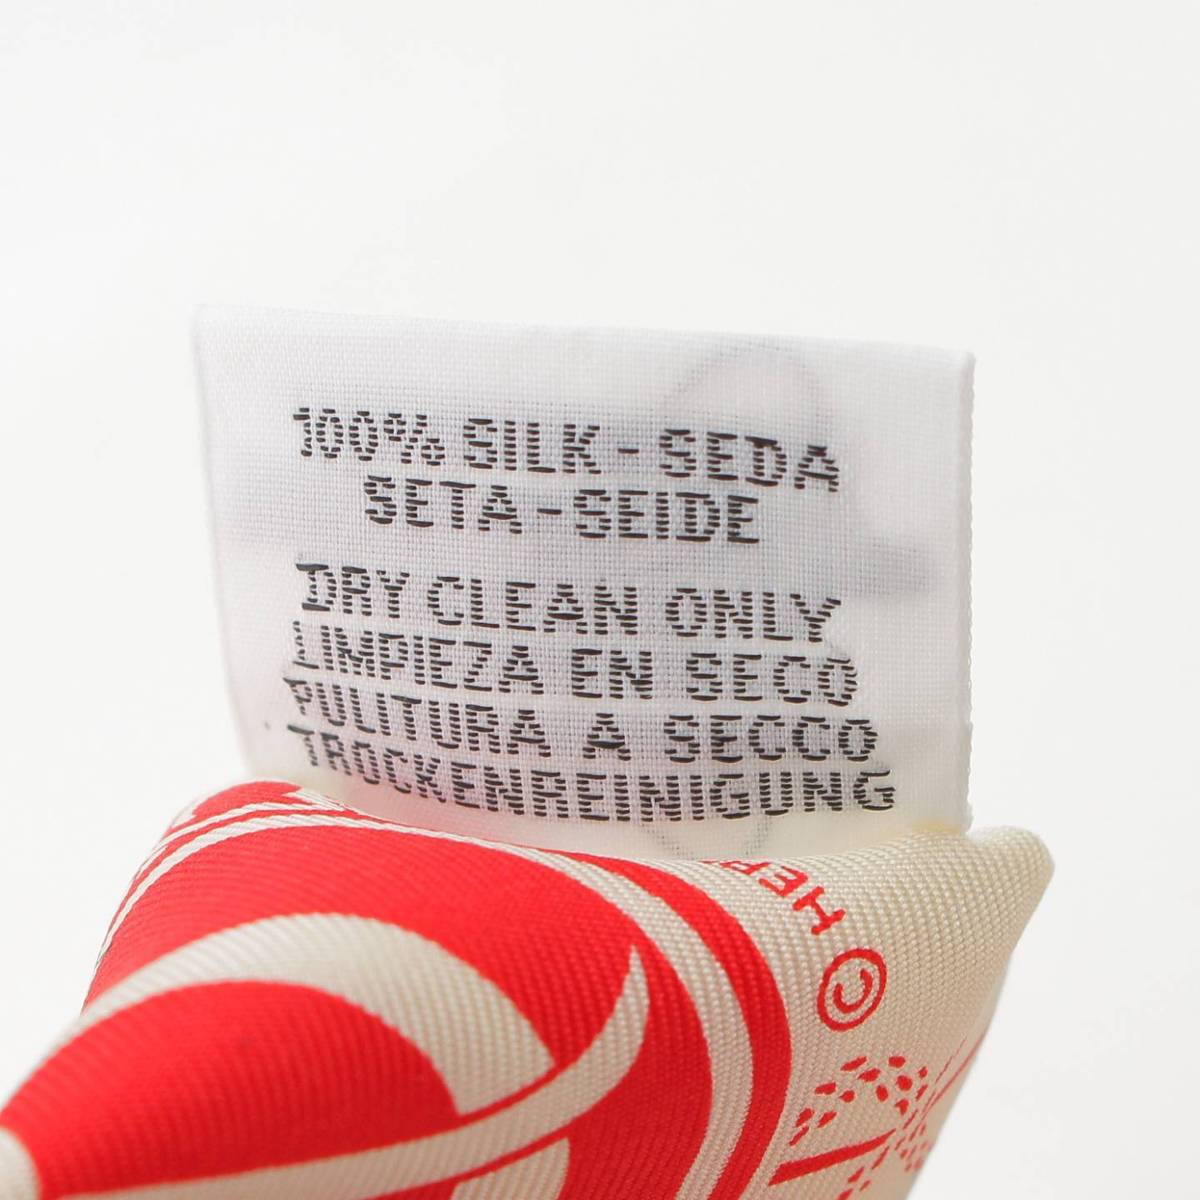 100% SILK - SEDA
SETA - SEIDE
DRY CLEAN ONLY
LIMPIEZA EN SECO
PULITURA A SECCO
TROCKENREINIGUNG
©